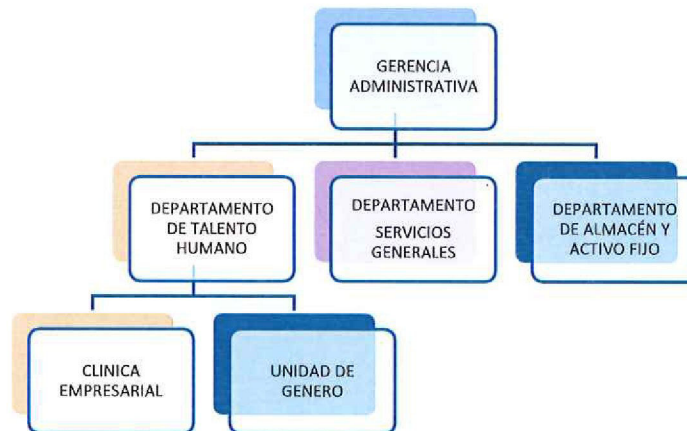 GERENCIA
ADMINISTRATIVA
DEPARTAMENTO
DE TALENTO
HUMANO
DEPARTAMENTO
SERVICIOS
GENERALES
DEPARTAMENTO
DE ALMACÉN Y
ACTIVO FIJO
CLINICA
EMPRESARIAL
UNIDAD DE
GENERO